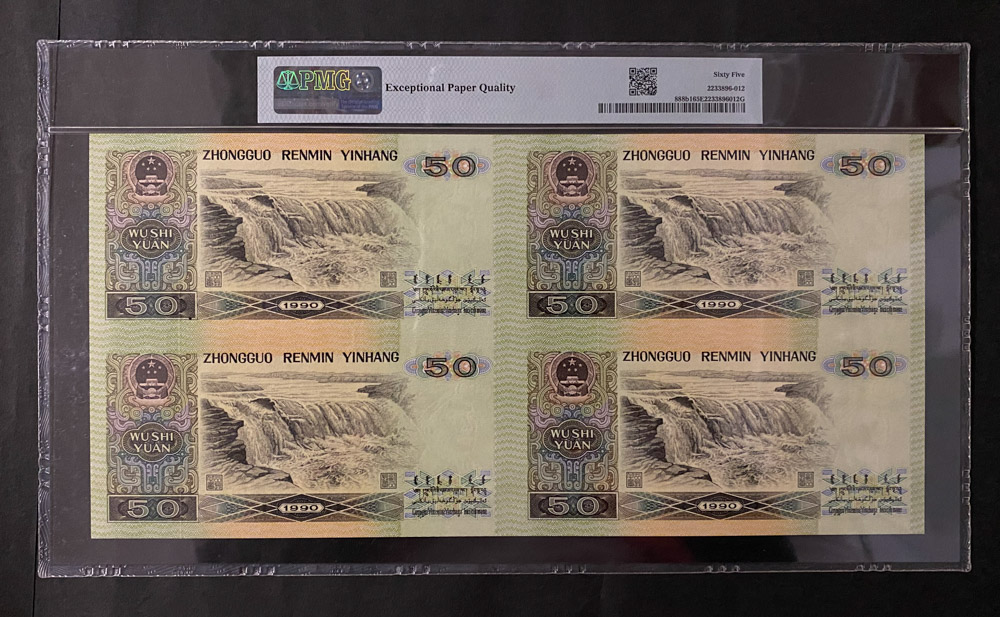 PMG
Exceptional Paper Quality
Sixty Five
2233896-012
888b165E2233896012G
ZHONGGUO RENMIN YINHANG 50
WU SHI
YUAN
50 1990
ZHONGGUO RENMIN YINHANG 50
WU SHI
YUAN
50 1990
ZHONGGUO RENMIN YINHANG 50
WU SHI
YUAN
50 1990
ZHONGGUO RENMIN YINHANG 50
WU SHI
YUAN
50 1990